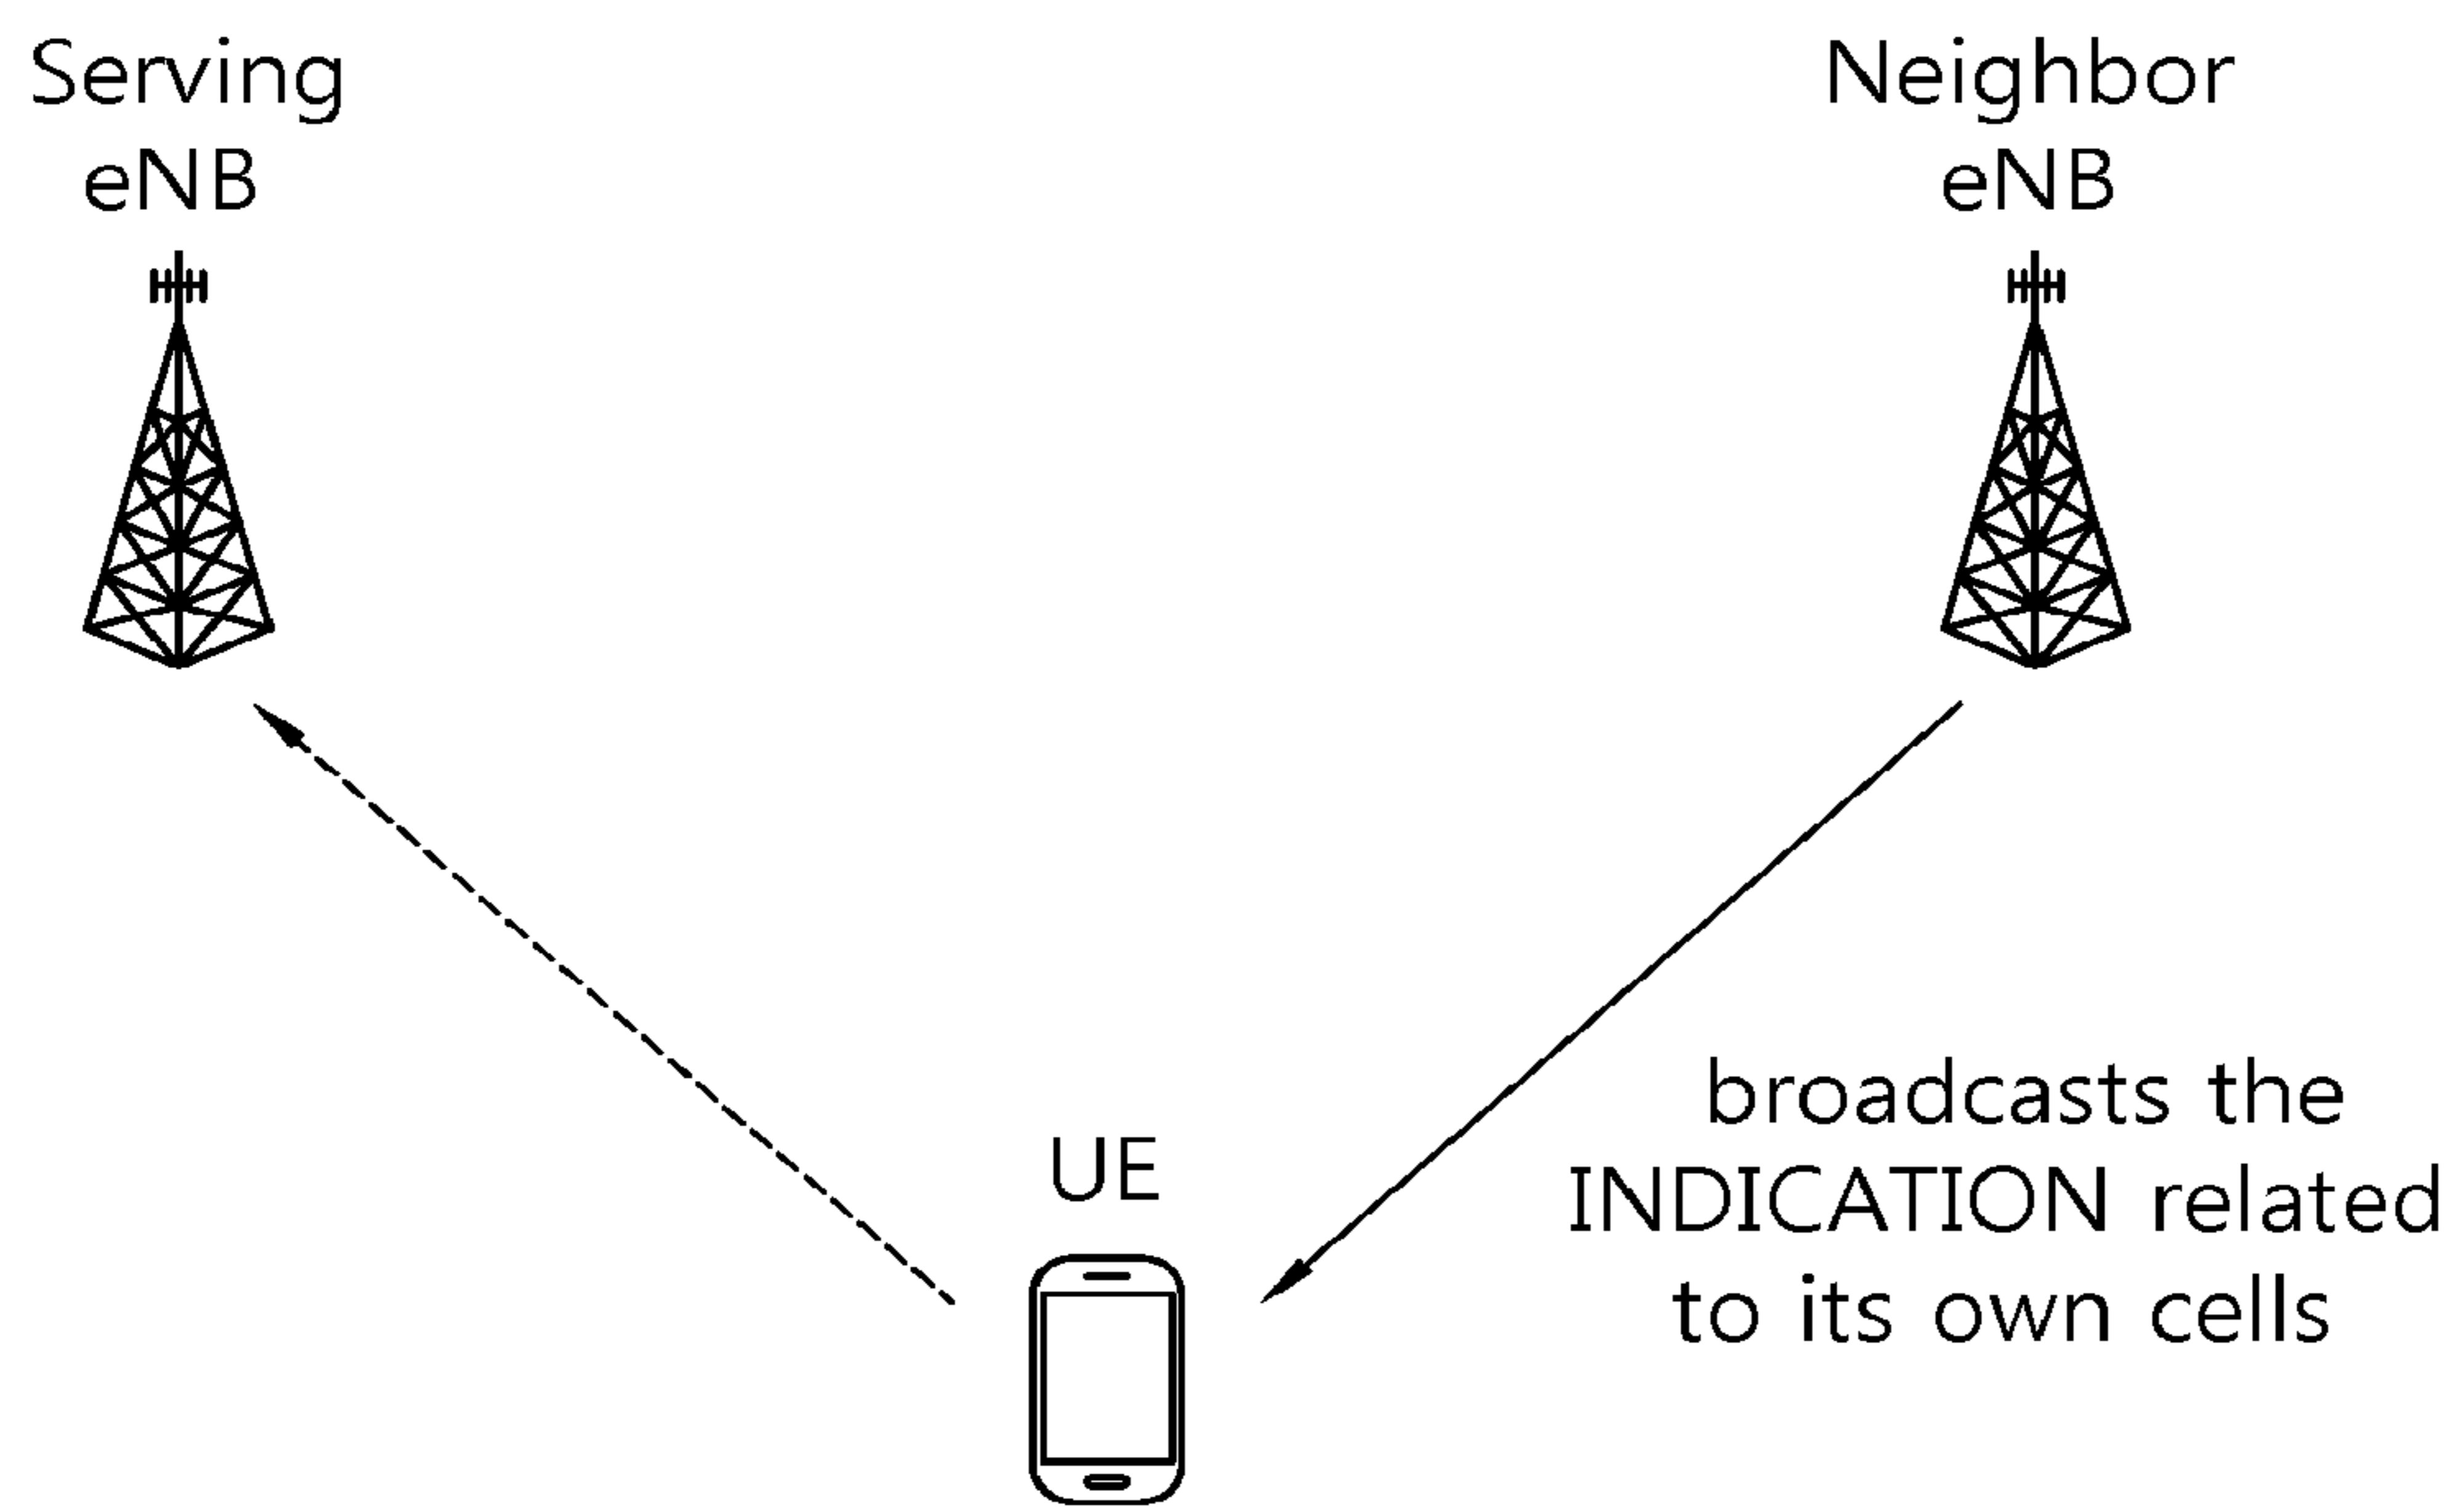 Serving
eNB
Neighbor
eNB
UE
broadcasts the
INDICATION related
to its own cells